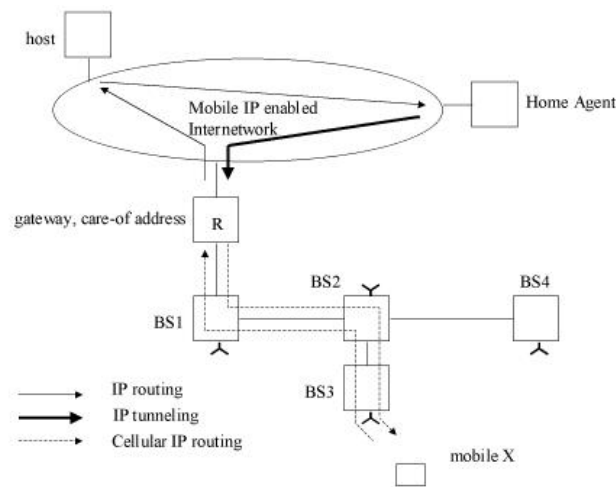 host
Mobile IP enabled
Internetwork
Home Agent
gateway, care-of address
R
BS1
BS2
BS4
BS3
IP routing
IP tunneling
Cellular IP routing
mobile X